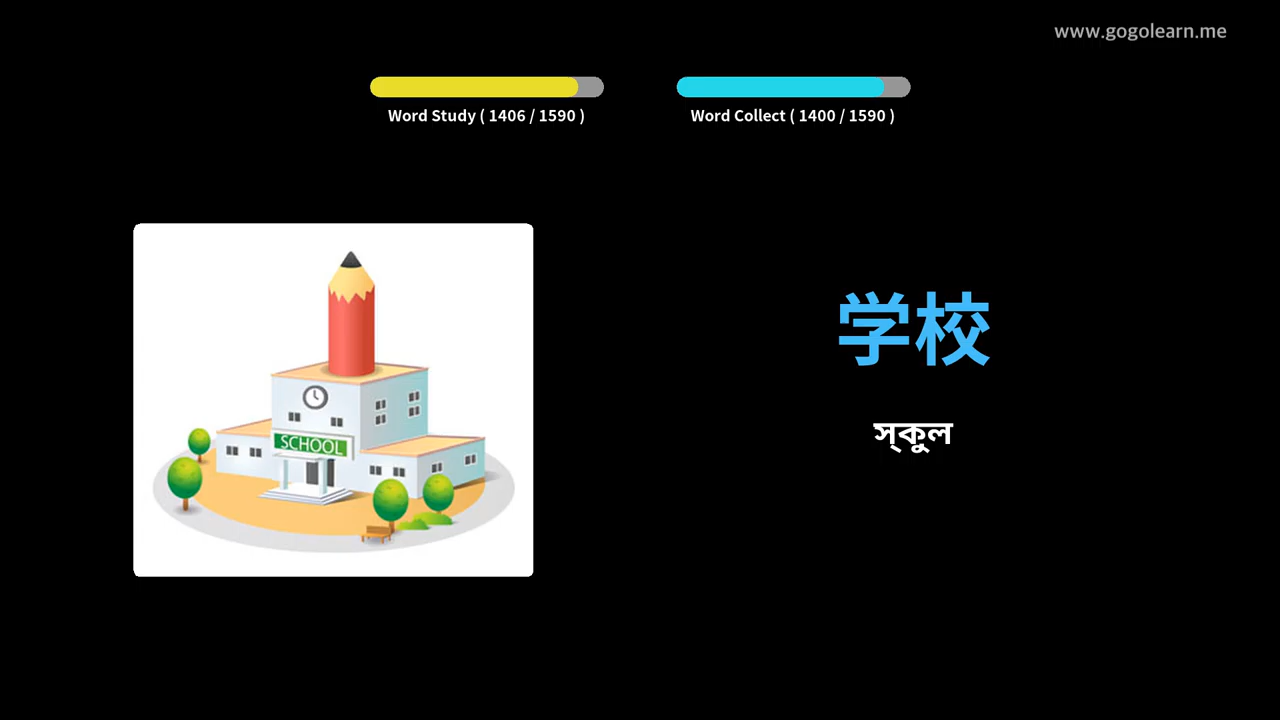 www.gogolearn.me
Word Study ( 1406 / 1590 )
Word Collect ( 1400 / 1590 )
SCHOOL
学校
স্কুল